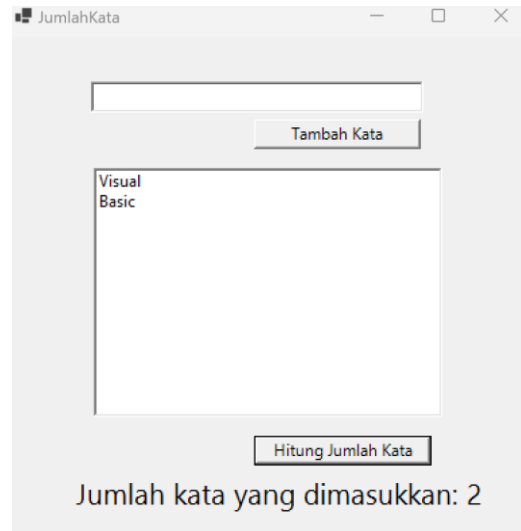 JumlahKata
Tambah Kata
Visual
Basic
Hitung Jumlah Kata
Jumlah kata yang dimasukkan: 2